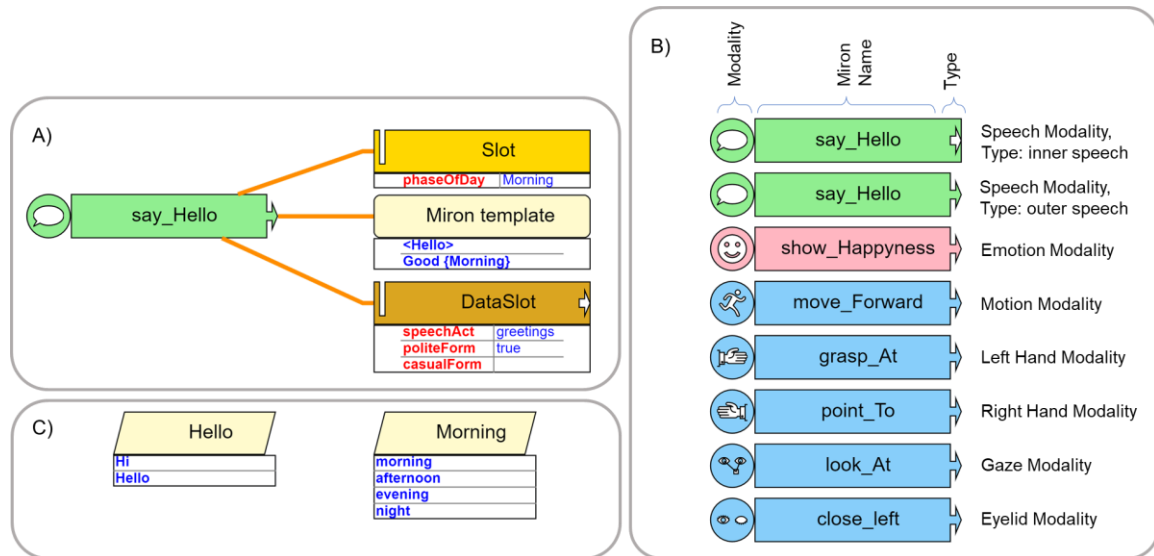 A)
say_Hello
Slot
phaseOfDay Morning
Miron template
<Hello>
Good {Morning}
DataSlot
speechAct greetings
politeForm true
casualForm
B)
Modality
Miron
Name
Type
say_Hello
Speech Modality,
Type: inner speech
say_Hello
Speech Modality,
Type: outer speech
show_Happyness
Emotion Modality
move_Forward
Motion Modality
grasp_At
Left Hand Modality
point_To
Right Hand Modality
look_At
Gaze Modality
close_left
Eyelid Modality
C)
Hello
Hi
Hello
Morning
morning
afternoon
evening
night